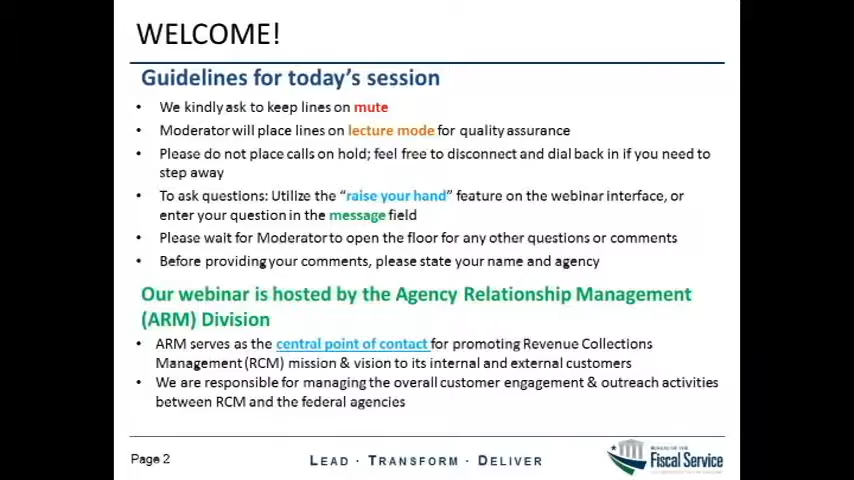 WELCOME!
Guidelines for today's session
• We kindly ask to keep lines on mute
• Moderator will place lines on lecture mode for quality assurance
• Please do not place calls on hold; feel free to disconnect and dial back in if you need to
step away
• To ask questions: Utilize the “raise your hand” feature on the webinar interface, or
enter your question in the message field
• Please wait for Moderator to open the floor for any other questions or comments
• Before providing your comments, please state your name and agency
Our webinar is hosted by the Agency Relationship Management
(ARM) Division
• ARM serves as the central point of contact for promoting Revenue Collections
Management (RCM) mission & vision to its internal and external customers
• We are responsible for managing the overall customer engagement & outreach activities
between RCM and the federal agencies
Page 2
LEAD · TRANSFORM · DELIVER
BUREAU OF THE
Fiscal Service